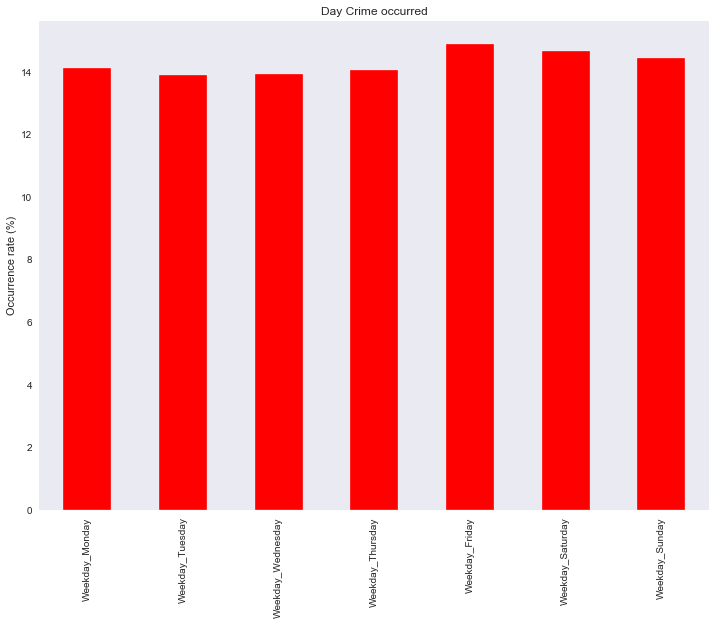 Day Crime occurred
Occurrence rate (%)
14
12
10
8
6
4
2
0
Weekday_Monday
Weekday_Tuesday
Weekday_Wednesday
Weekday_Thursday
Weekday_Friday
Weekday_Saturday
Weekday_Sunday